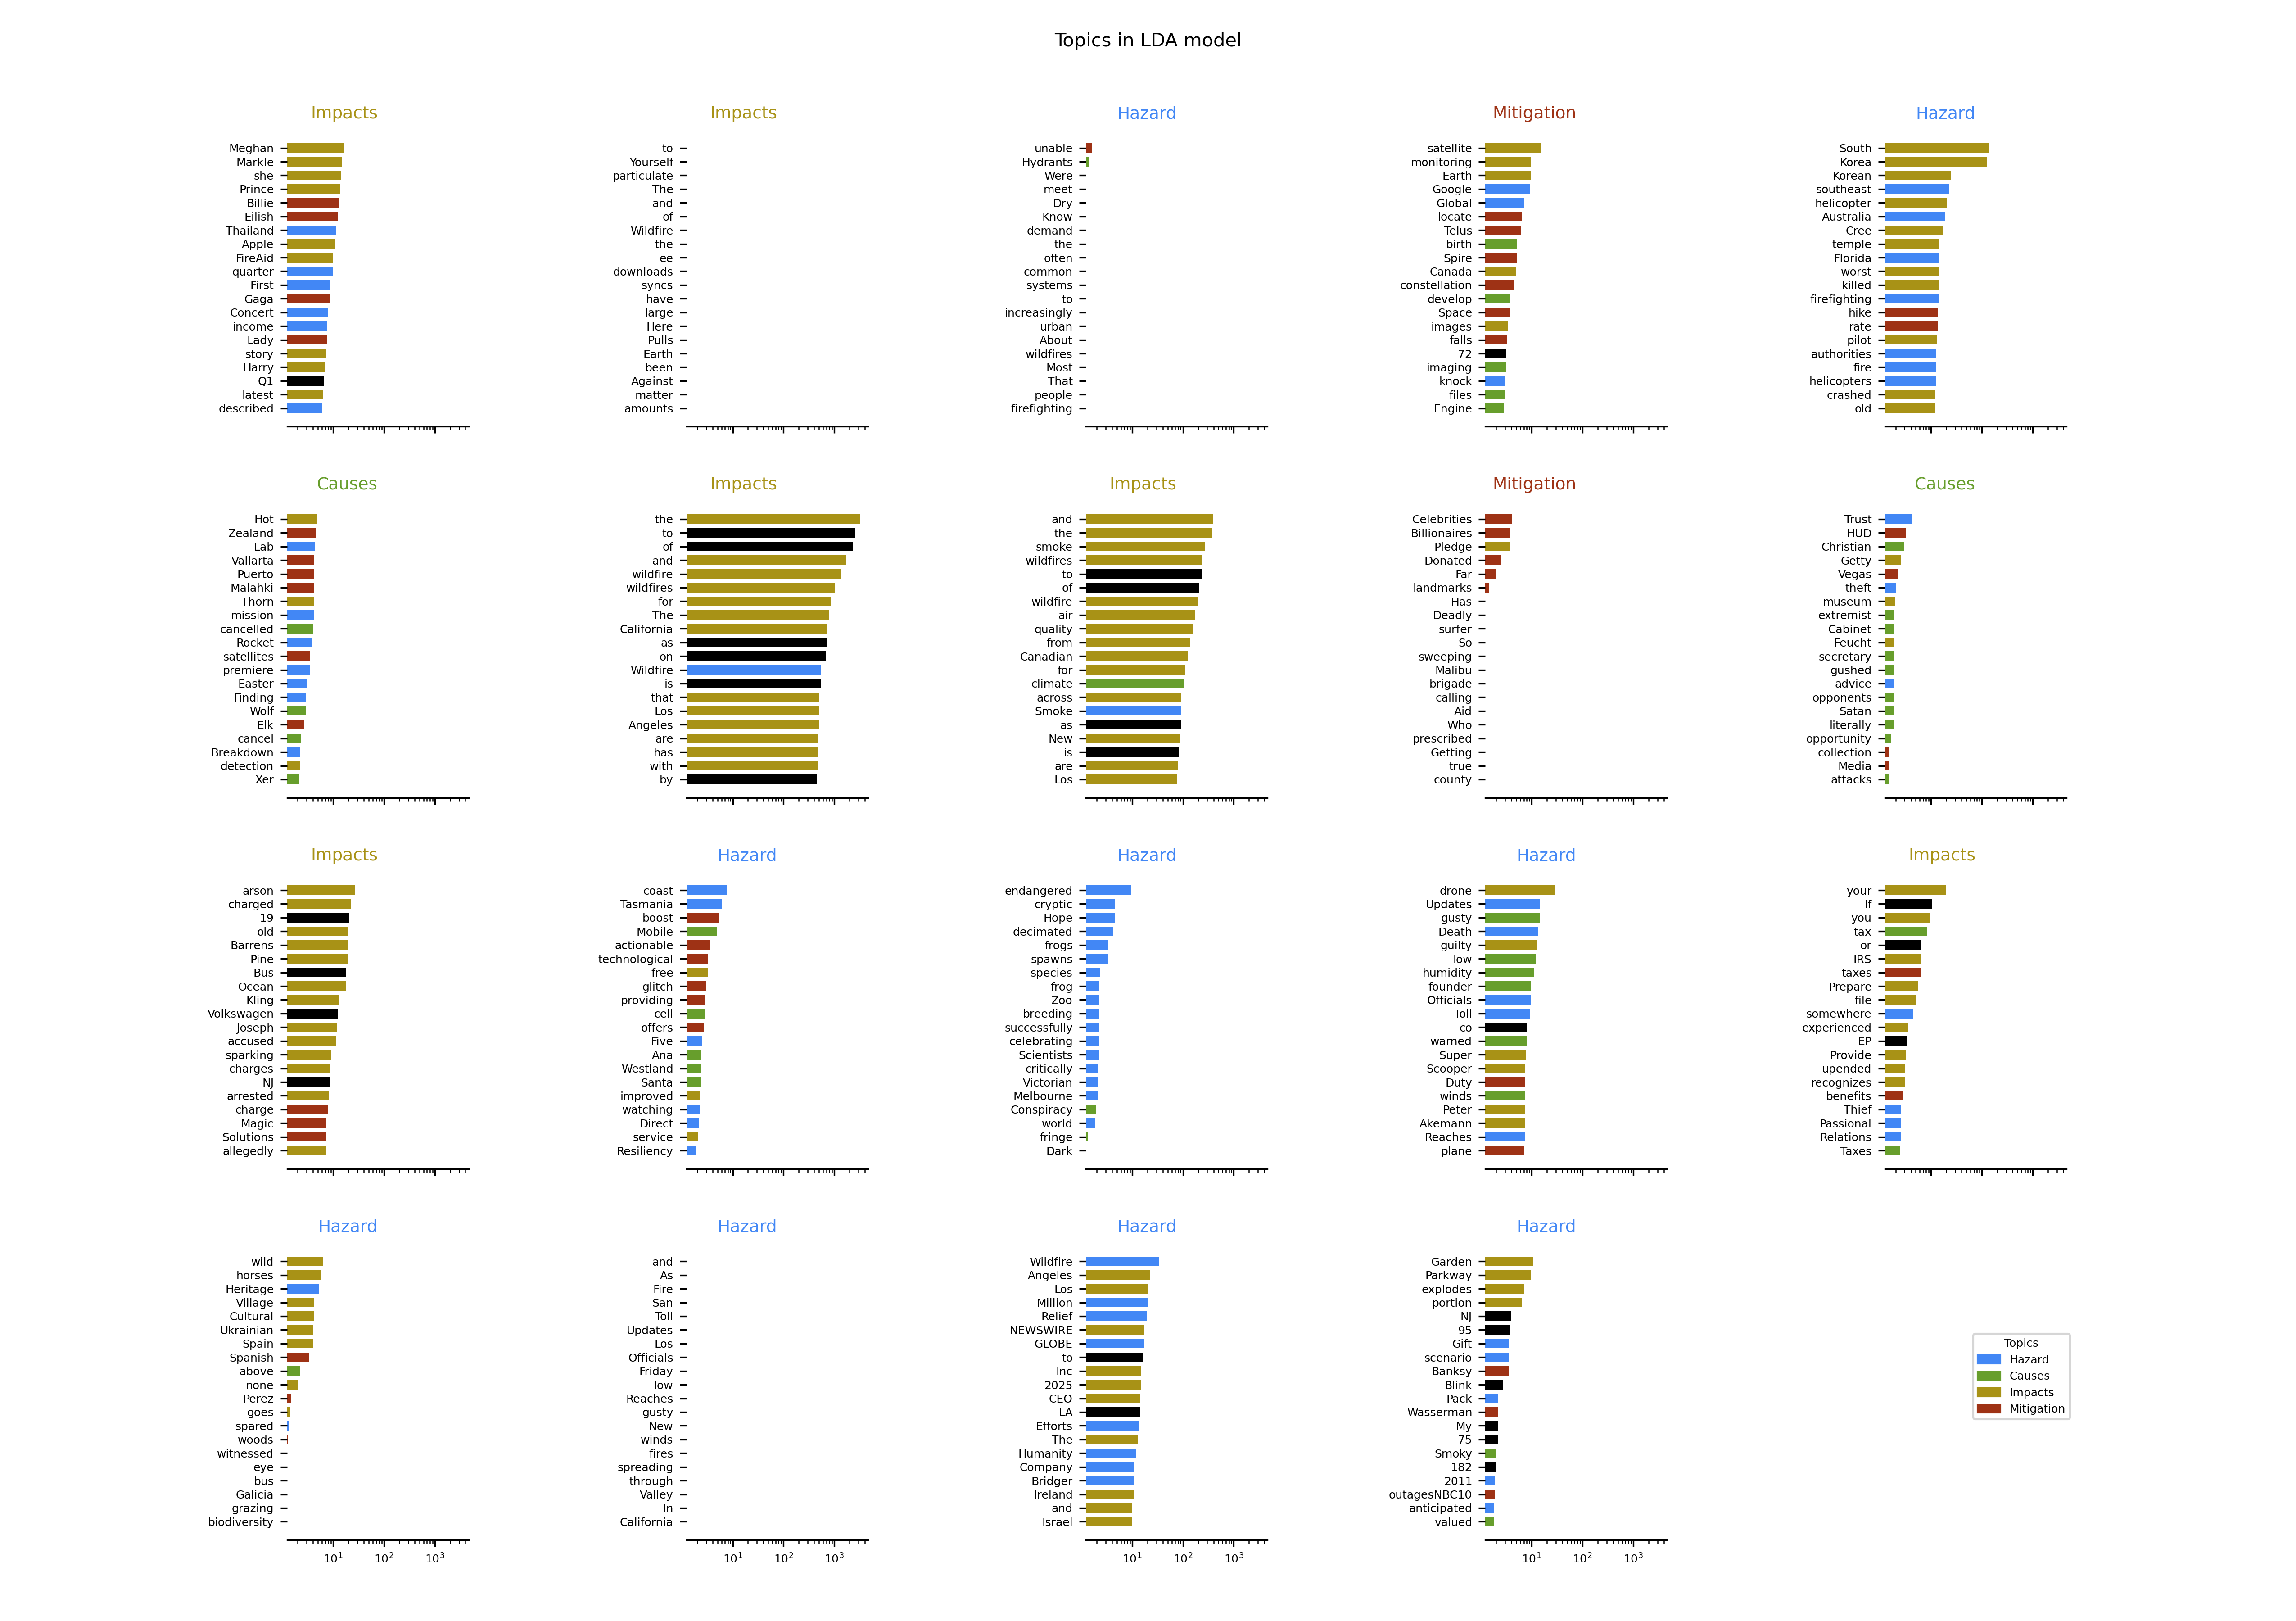 Topics in LDA model
Impacts
Meghan
Markle
she
Prince
Billie
Eilish
Thailand
Apple
FireAid
quarter
First
Gaga
Concert
income
Lady
story
Harry
Q1
latest
described
Impacts
to
Yourself
particulate
The
and
of
Wildfire
the
ee
downloads
syncs
have
large
Here
Pulls
Earth
been
Against
matter
amounts
Hazard
unable
Hydrants
Were
meet
Dry
Know
demand
the
often
common
systems
to
increasingly
urban
About
wildfires
Most
That
people
firefighting
Mitigation
satellite
monitoring
Earth
Google
Global
locate
Telus
birth
Spire
Canada
constellation
develop
Space
images
falls
72
imaging
knock
files
Engine
Hazard
South
Korea
Korean
southeast
helicopter
Australia
Cree
temple
Florida
worst
killed
firefighting
hike
rate
pilot
authorities
fire
helicopters
crashed
old
Causes
Hot
Zealand
Lab
Vallarta
Puerto
Malahki
Thorn
mission
cancelled
Rocket
satellites
premiere
Easter
Finding
Wolf
Elk
cancel
Breakdown
detection
Xer
Impacts
the
to
of
and
wildfire
wildfires
for
The
California
as
on
Wildfire
is
that
Los
Angeles
are
has
with
by
Impacts
and
the
smoke
wildfires
to
of
wildfire
air
quality
from
Canadian
for
climate
across
Smoke
as
New
is
are
Los
Mitigation
Celebrities
Billionaires
Pledge
Donated
Far
landmarks
Has
Deadly
surfer
So
sweeping
Malibu
brigade
calling
Aid
Who
prescribed
Getting
true
county
Causes
Trust
HUD
Christian
Getty
Vegas
theft
museum
extremist
Cabinet
Feucht
secretary
gushed
advice
opponents
Satan
literally
opportunity
collection
Media
attacks
Impacts
arson
charged
19
old
Barrens
Pine
Bus
Ocean
Kling
Volkswagen
Joseph
accused
sparking
charges
NJ
arrested
charge
Magic
Solutions
allegedly
Hazard
coast
Tasmania
boost
Mobile
actionable
technological
free
glitch
providing
cell
offers
Five
Ana
Westland
Santa
improved
watching
Direct
service
Resiliency
Hazard
endangered
cryptic
Hope
decimated
frogs
spawns
species
frog
Zoo
breeding
successfully
celebrating
Scientists
critically
Victorian
Melbourne
Conspiracy
world
fringe
Dark
Hazard
drone
Updates
gusty
Death
guilty
low
humidity
founder
Officials
Toll
co
warned
Super
Scooper
Duty
winds
Peter
Akemann
Reaches
plane
Impacts
your
If
you
tax
or
IRS
taxes
Prepare
file
somewhere
experienced
EP
Provide
upended
recognizes
benefits
Thief
Passional
Relations
Taxes
Hazard
wild
horses
Heritage
Village
Cultural
Ukrainian
Spain
Spanish
above
none
Perez
goes
spared
woods
witnessed
eye
bus
Galicia
grazing
biodiversity
10¹ 10² 10³
Hazard
and
As
Fire
San
Toll
Updates
Los
Officials
Friday
low
Reaches
gusty
New
winds
fires
spreading
through
Valley
In
California
10¹ 10² 10³
Hazard
Wildfire
Angeles
Los
Million
Relief
NEWSWIRE
GLOBE
to
Inc
2025
CEO
LA
Efforts
The
Humanity
Company
Bridger
Ireland
and
Israel
10¹ 10² 10³
Hazard
Garden
Parkway
explodes
portion
NJ
95
Gift
scenario
Banksy
Blink
Pack
Wasserman
My
75
Smoky
182
2011
outagesNBC10
anticipated
valued
10¹ 10² 10³
Topics
Hazard
Causes
Impacts
Mitigation